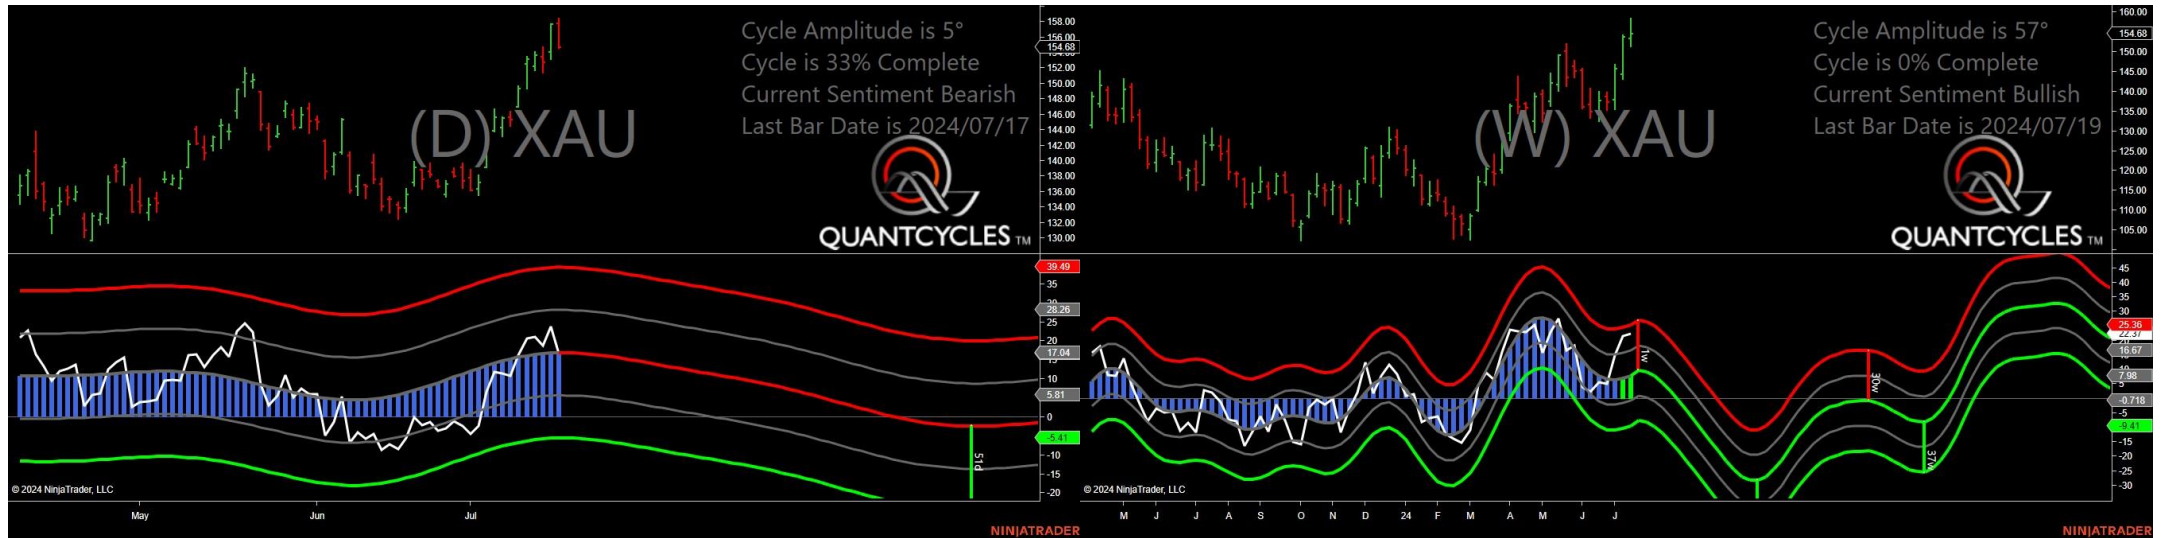 Cycle Amplitude is 5°
Cycle is 33% Complete
Current Sentiment Bearish
Last Bar Date is 2024/07/17
(D) XAU
QUANTCYCLES TM
158.00
156.00
154.68
152.00
150.00
148.00
146.00
144.00
142.00
140.00
138.00
136.00
134.00
132.00
130.00
39.49
35
28.26
25
20
17.04
10
5.81
0
-5.41
-10
-15
-20
51d
© 2024 NinjaTrader, LLC
May Jun Jul
NINJATRADER
Cycle Amplitude is 57°
Cycle is 0% Complete
Current Sentiment Bullish
Last Bar Date is 2024/07/19
(W) XAU
QUANTCYCLES TM
160.00
154.68
150.00
145.00
140.00
135.00
130.00
125.00
120.00
115.00
110.00
105.00
45
40
35
30
25.36
22.37
16.67
7.98
5
-0.718
-5
-9.41
-15
-20
-25
-30
1w
30w
37w
© 2024 NinjaTrader, LLC
M J J A S O N D 24 F M A M J J
NINJATRADER